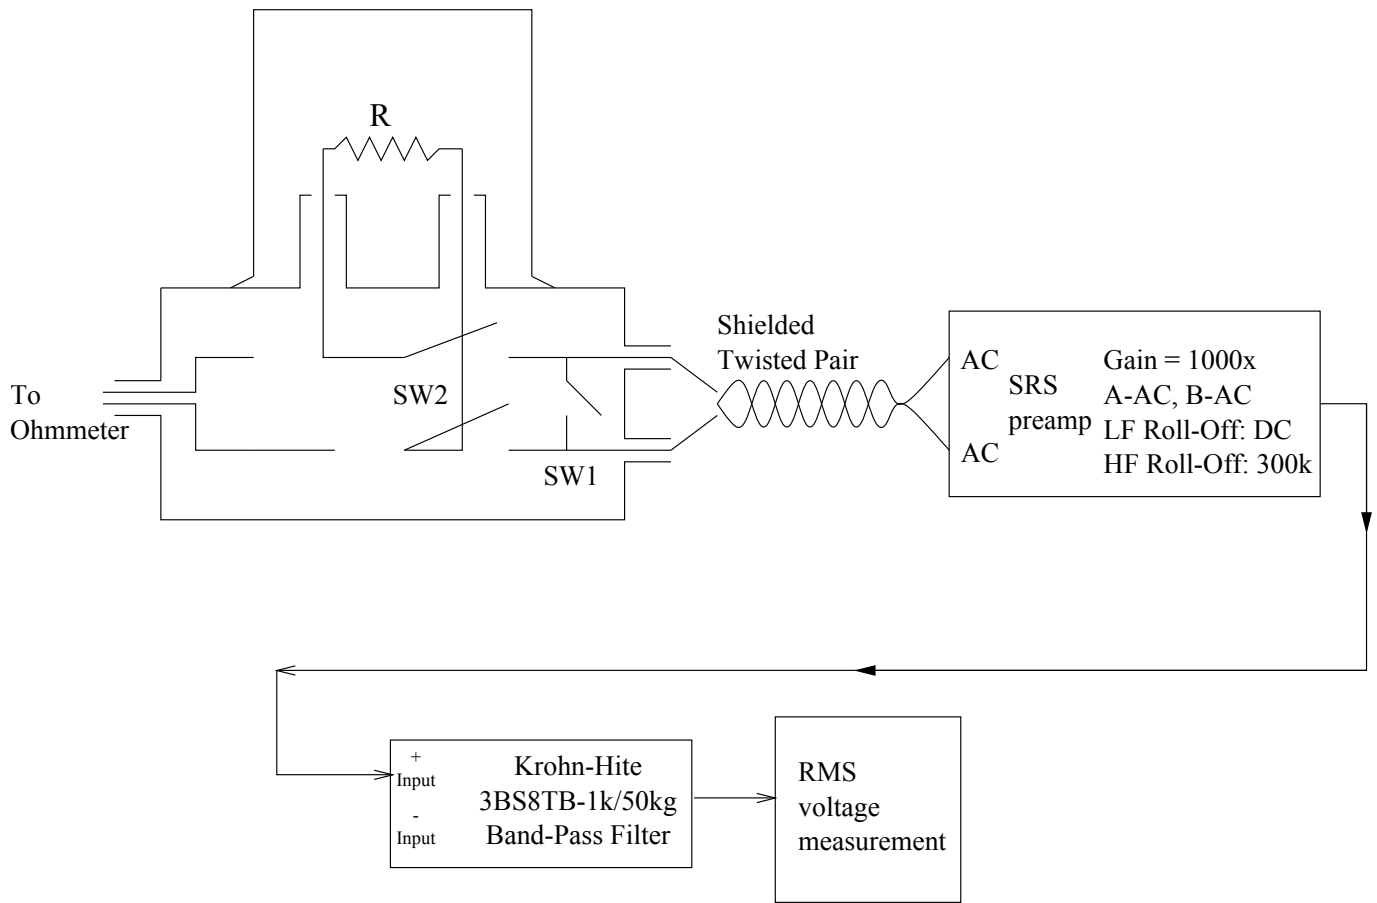 R
To
Ohmmeter
SW2
SW1
Shielded
Twisted Pair
AC
AC
SRS
preamp
Gain = 1000x
A-AC, B-AC
LF Roll-Off: DC
HF Roll-Off: 300k
+
Input
-
Input
Krohn-Hite
3BS8TB-1k/50kg
Band-Pass Filter
RMS
voltage
measurement